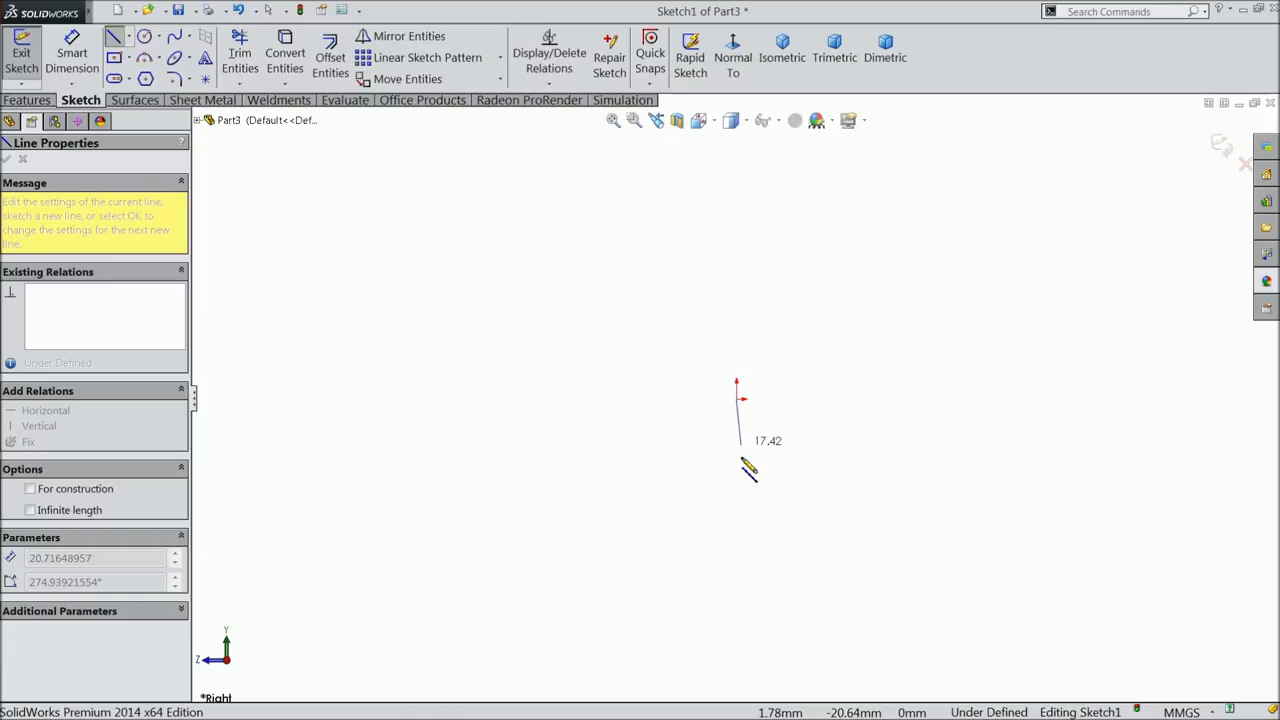 SOLIDWORKS
Sketch1 of Part3 *
Search Commands
Exit Sketch
Smart Dimension
Trim Entities
Convert Entities
Offset Entities
Mirror Entities
Linear Sketch Pattern
Move Entities
Display/Delete Relations
Repair Sketch
Quick Snaps
Rapid Sketch
Normal To
Isometric
Trimetric
Dimetric
Features
Sketch
Surfaces
Sheet Metal
Weldments
Evaluate
Office Products
Radeon ProRender
Simulation
Part3 (Default<<Def...
Line Properties
?
Message
Edit the settings of the current line,
sketch a new line, or select OK to
change the settings for the next new
line.
Existing Relations
Under Defined
Add Relations
Horizontal
Vertical
Fix
Options
For construction
Infinite length
Parameters
20.71648957
274.93921554°
Additional Parameters
17.42
Y
Z
*Right
SolidWorks Premium 2014 x64 Edition
1.78mm
-20.64mm
0mm
Under Defined
Editing Sketch1
MMGS